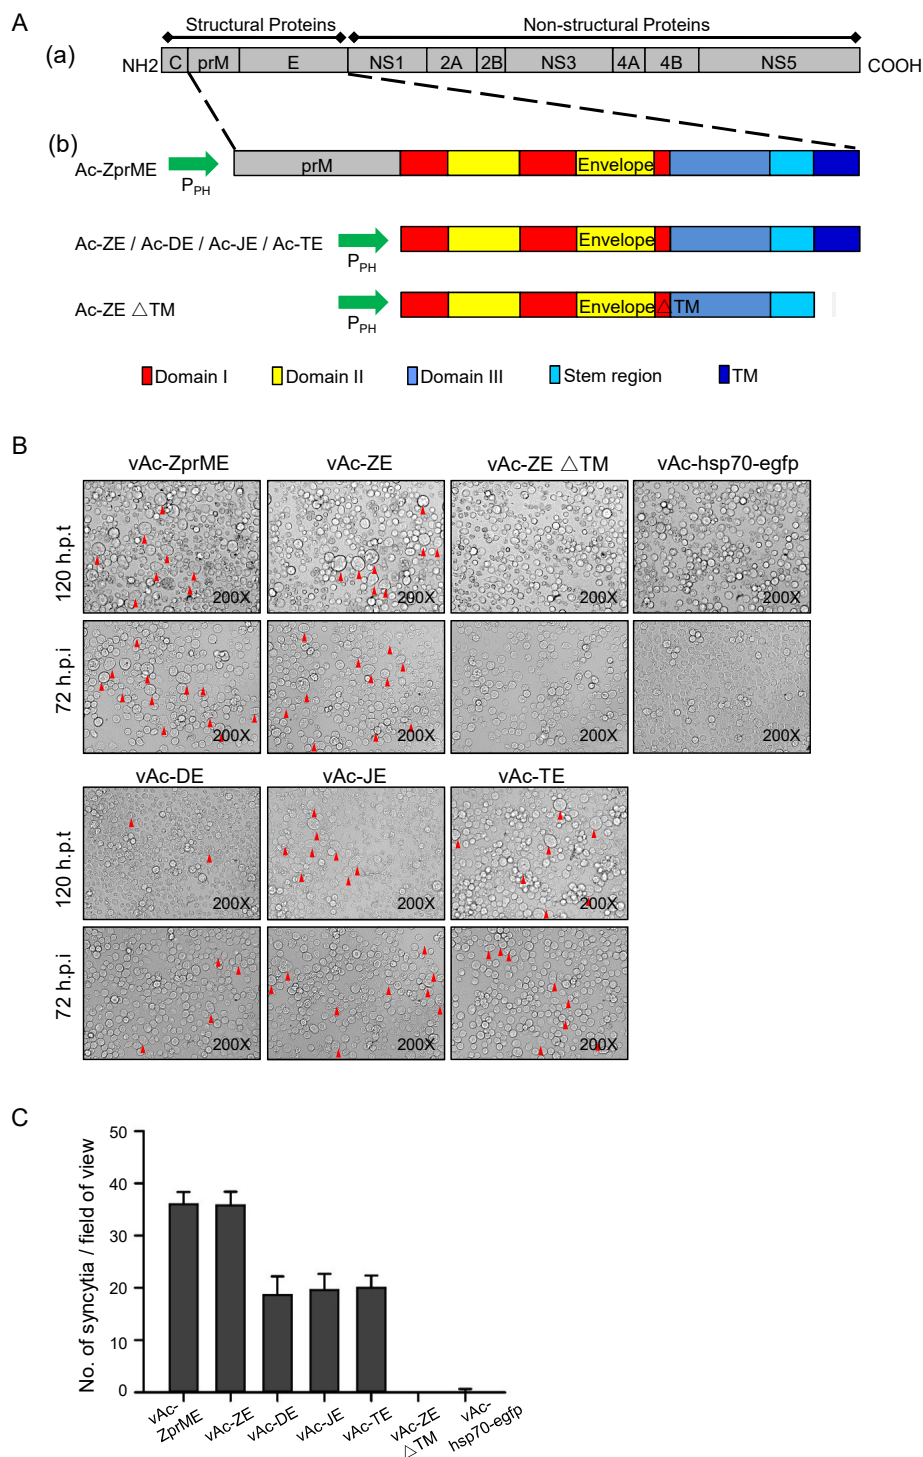 A
Structural Proteins Non-structural Proteins
(a)
NH2 C prM E NS1 2A 2B NS3 4A 4B NS5 COOH
(b)
Ac-ZprME PPH prM Envelope
Ac-ZE / Ac-DE / Ac-JE / Ac-TE PPH Envelope
Ac-ZE △TM PPH Envelope △TM
Domain I Domain II Domain III Stem region TM
B
vAc-ZprME vAc-ZE vAc-ZE △TM vAc-hsp70-egfp
120 h.p.t 200X 200X 200X 200X
72 h.p.i 200X 200X 200X 200X
vAc-DE vAc-JE vAc-TE
120 h.p.t 200X 200X 200X
72 h.p.i 200X 200X 200X
C
No. of syncytia / field of view
50
40
30
20
10
0
vAc-ZprME vAc-ZE vAc-DE vAc-JE vAc-TE vAc-ZE △TM vAc-hsp70-egfp